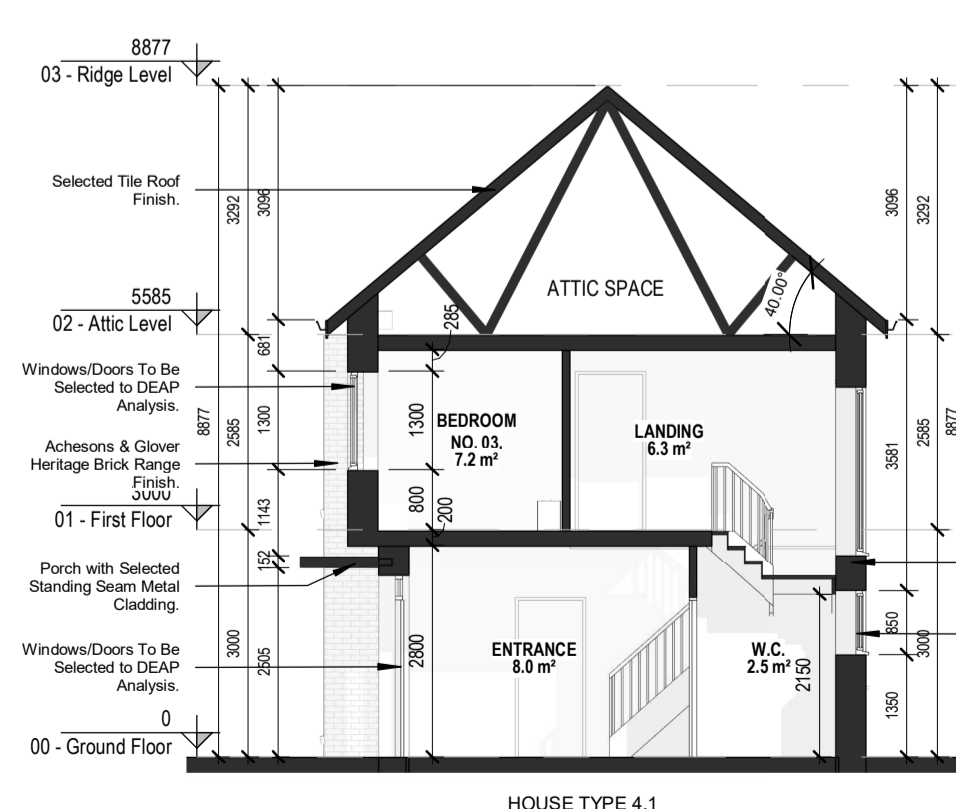 8877
03 - Ridge Level
Selected Tile Roof
Finish.
3292
3096
3096
3292
ATTIC SPACE
40.00°
5585
02 - Attic Level
285
681
Windows/Doors To Be
Selected to DEAP
Analysis.
8877
2585
1300
1300
BEDROOM
NO. 03.
7.2 m²
LANDING
6.3 m²
3581
2585
8877
Achesons & Glover
Heritage Brick Range
Finish.
3000
01 - First Floor
1143
800
200
152
Porch with Selected
Standing Seam Metal
Cladding.
Windows/Doors To Be
Selected to DEAP
Analysis.
3000
2505
2800
ENTRANCE
8.0 m²
W.C.
2.5 m²
2150
850
3000
1350
0
00 - Ground Floor
HOUSE TYPE 4.1